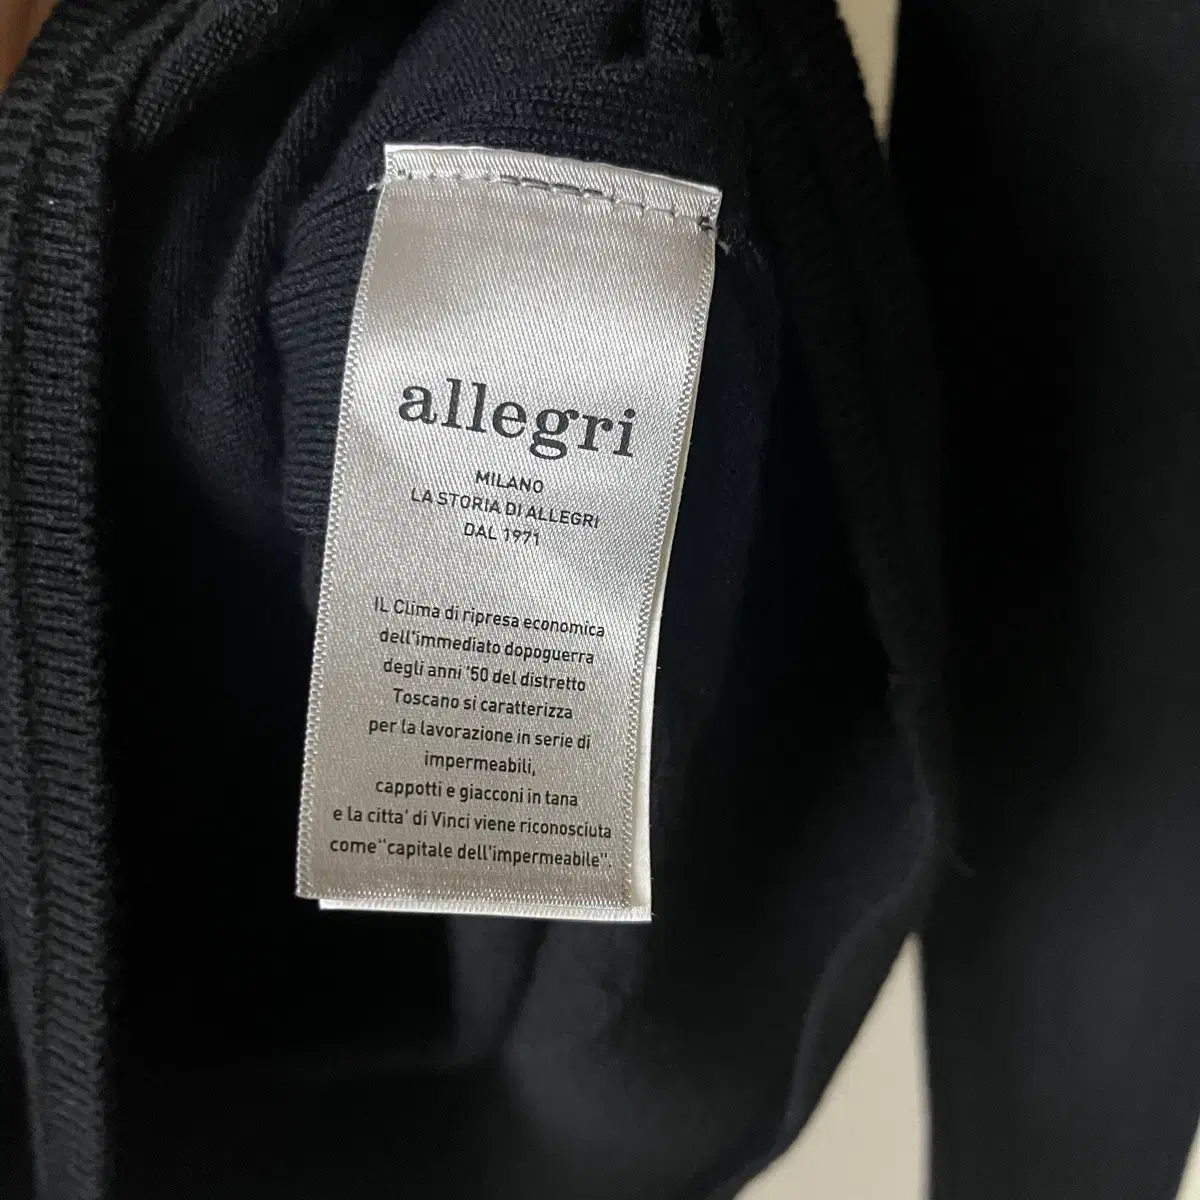 allegri
MILANO
LA STORIA DI ALLEGRI
DAL 1971
IL Clima di ripresa economica
dell'immediato dopoguerra
degli anni '50 del distretto
Toscano si caratterizza
per la lavorazione in serie di
impermeabili,
cappotti e giacconi in tana
e la citta' di Vinci viene riconosciuta
come"capitale dell'impermeabile".